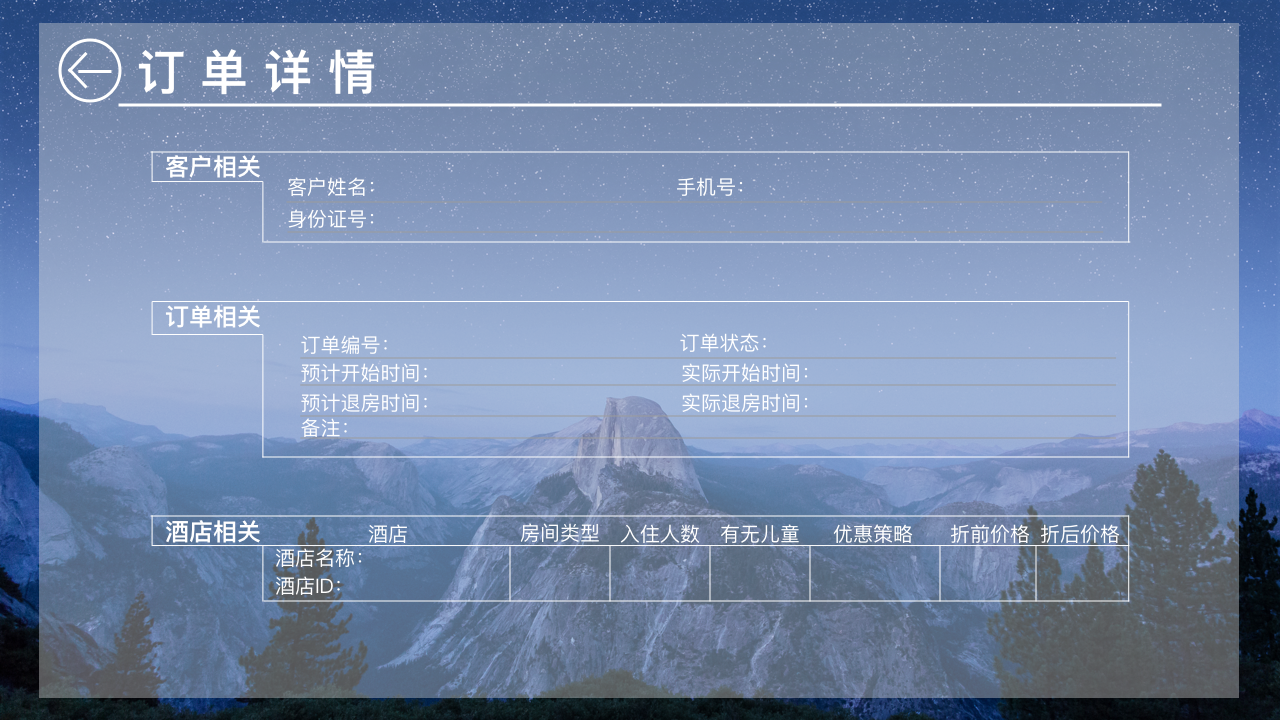 订单详情
客户相关
客户姓名： 手机号：
身份证号：
订单相关
订单编号： 订单状态：
预计开始时间： 实际开始时间：
预计退房时间： 实际退房时间：
备注：
酒店相关 酒店 房间类型 入住人数 有无儿童 优惠策略 折前价格 折后价格
酒店名称：
酒店ID：